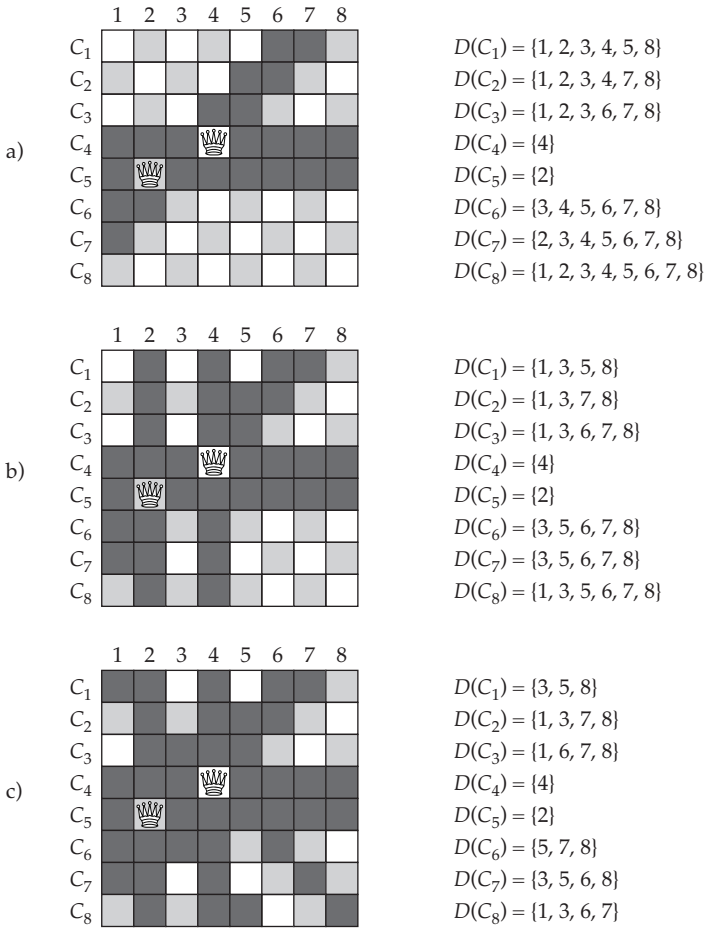 1 2 3 4 5 6 7 8
C1 D(C1) = {1, 2, 3, 4, 5, 8}
C2 D(C2) = {1, 2, 3, 4, 7, 8}
C3 D(C3) = {1, 2, 3, 6, 7, 8}
a) C4 D(C4) = {4}
C5 D(C5) = {2}
C6 D(C6) = {3, 4, 5, 6, 7, 8}
C7 D(C7) = {2, 3, 4, 5, 6, 7, 8}
C8 D(C8) = {1, 2, 3, 4, 5, 6, 7, 8}
1 2 3 4 5 6 7 8
C1 D(C1) = {1, 3, 5, 8}
C2 D(C2) = {1, 3, 7, 8}
C3 D(C3) = {1, 3, 6, 7, 8}
b) C4 D(C4) = {4}
C5 D(C5) = {2}
C6 D(C6) = {3, 5, 6, 7, 8}
C7 D(C7) = {3, 5, 6, 7, 8}
C8 D(C8) = {1, 3, 5, 6, 7, 8}
1 2 3 4 5 6 7 8
C1 D(C1) = {3, 5, 8}
C2 D(C2) = {1, 3, 7, 8}
C3 D(C3) = {1, 6, 7, 8}
c) C4 D(C4) = {4}
C5 D(C5) = {2}
C6 D(C6) = {5, 7, 8}
C7 D(C7) = {3, 5, 6, 8}
C8 D(C8) = {1, 3, 6, 7}